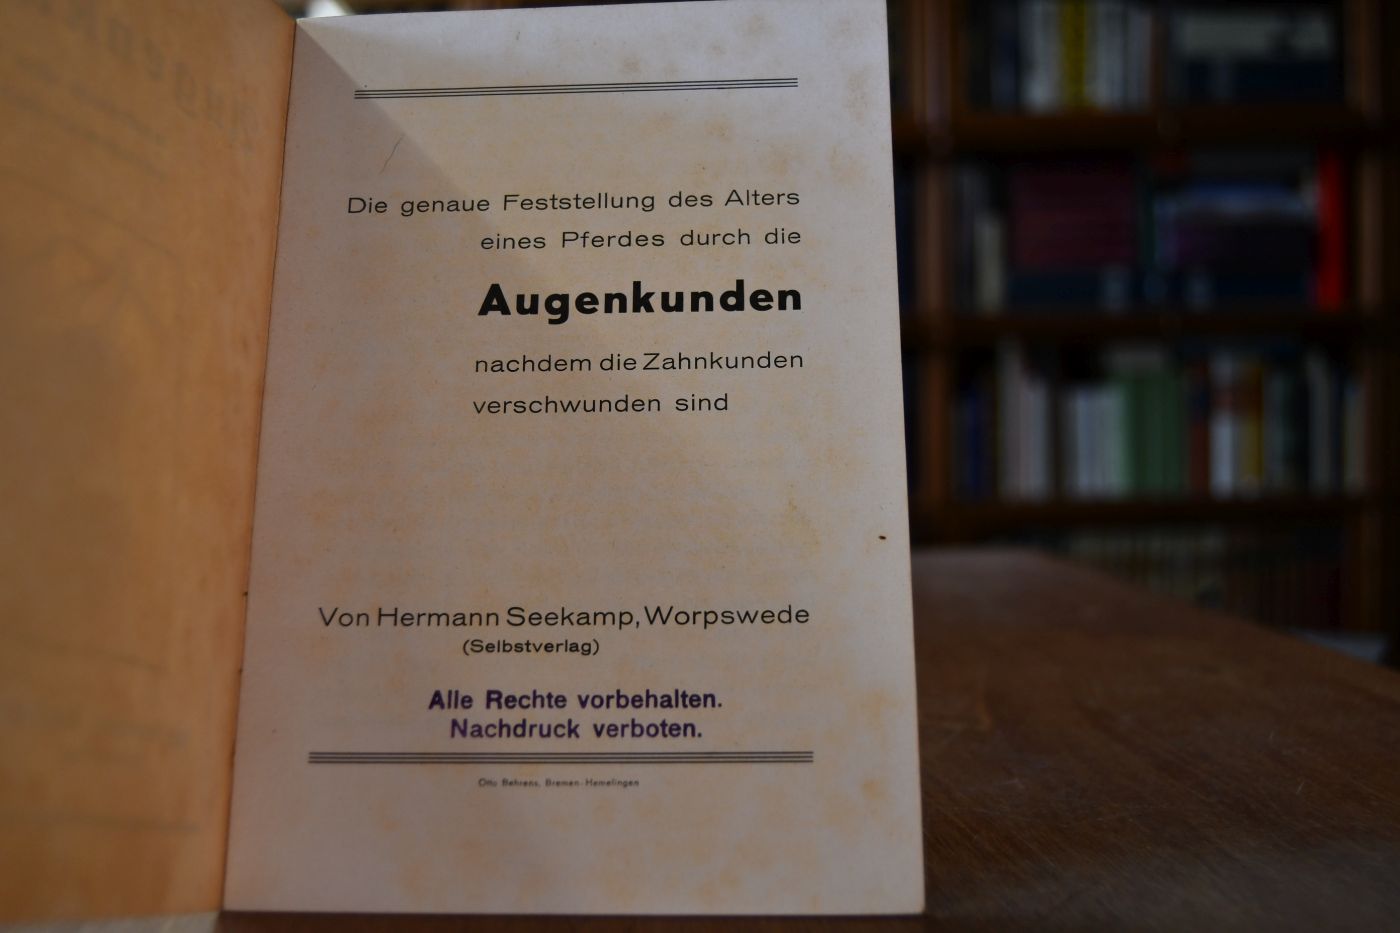 Die genaue Feststellung des Alters
eines Pferdes durch die
Augenkunden
nachdem die Zahnkunden
verschwunden sind
Von Hermann Seekamp, Worpswede
(Selbstverlag)
Alle Rechte vorbehalten.
Nachdruck verboten.
Otto Behrens, Bremen-Hemelingen